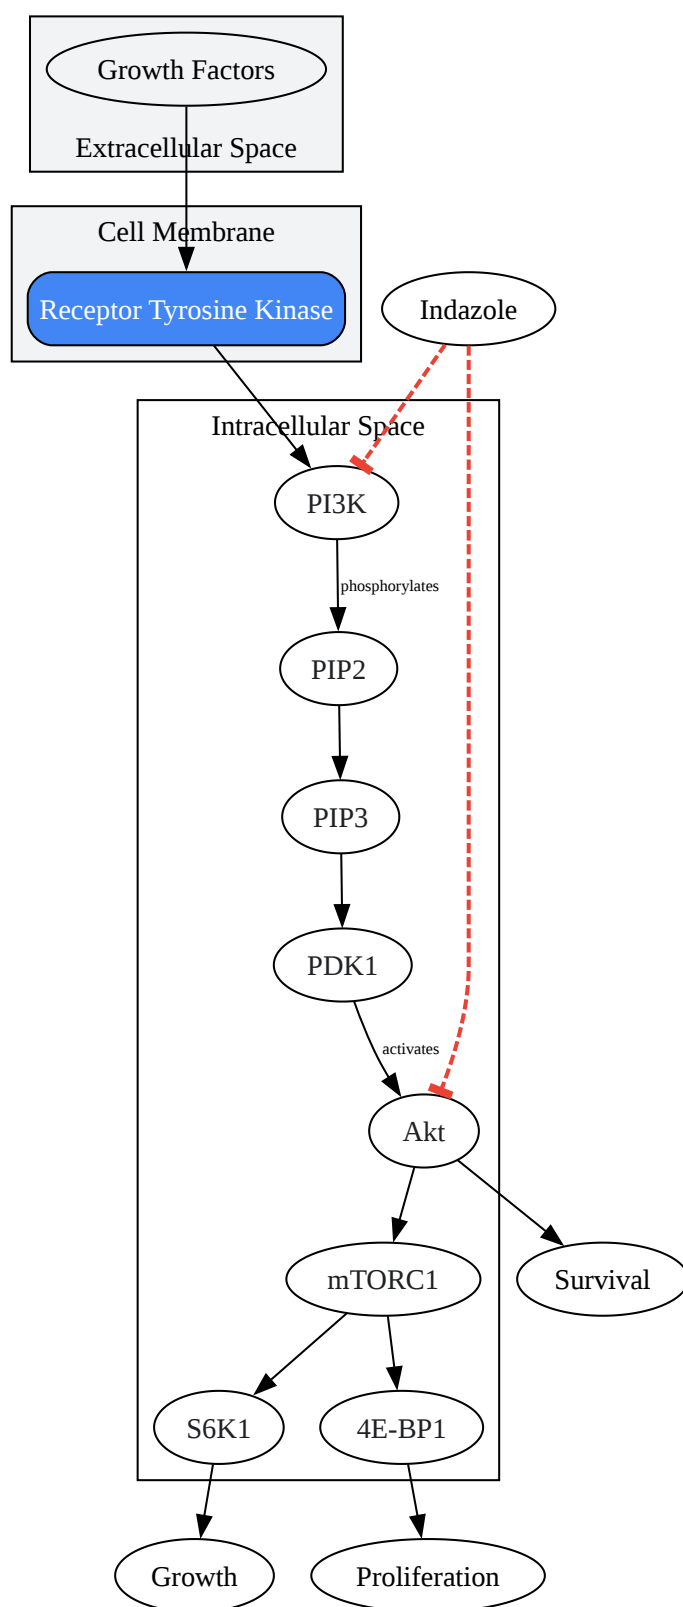 Growth Factors
Extracellular Space
Cell Membrane
Receptor Tyrosine Kinase
Indazole
Intracellular Space
PI3K
phosphorylates
PIP2
PIP3
PDK1
activates
Akt
mTORC1
Survival
S6K1
4E-BP1
Growth
Proliferation